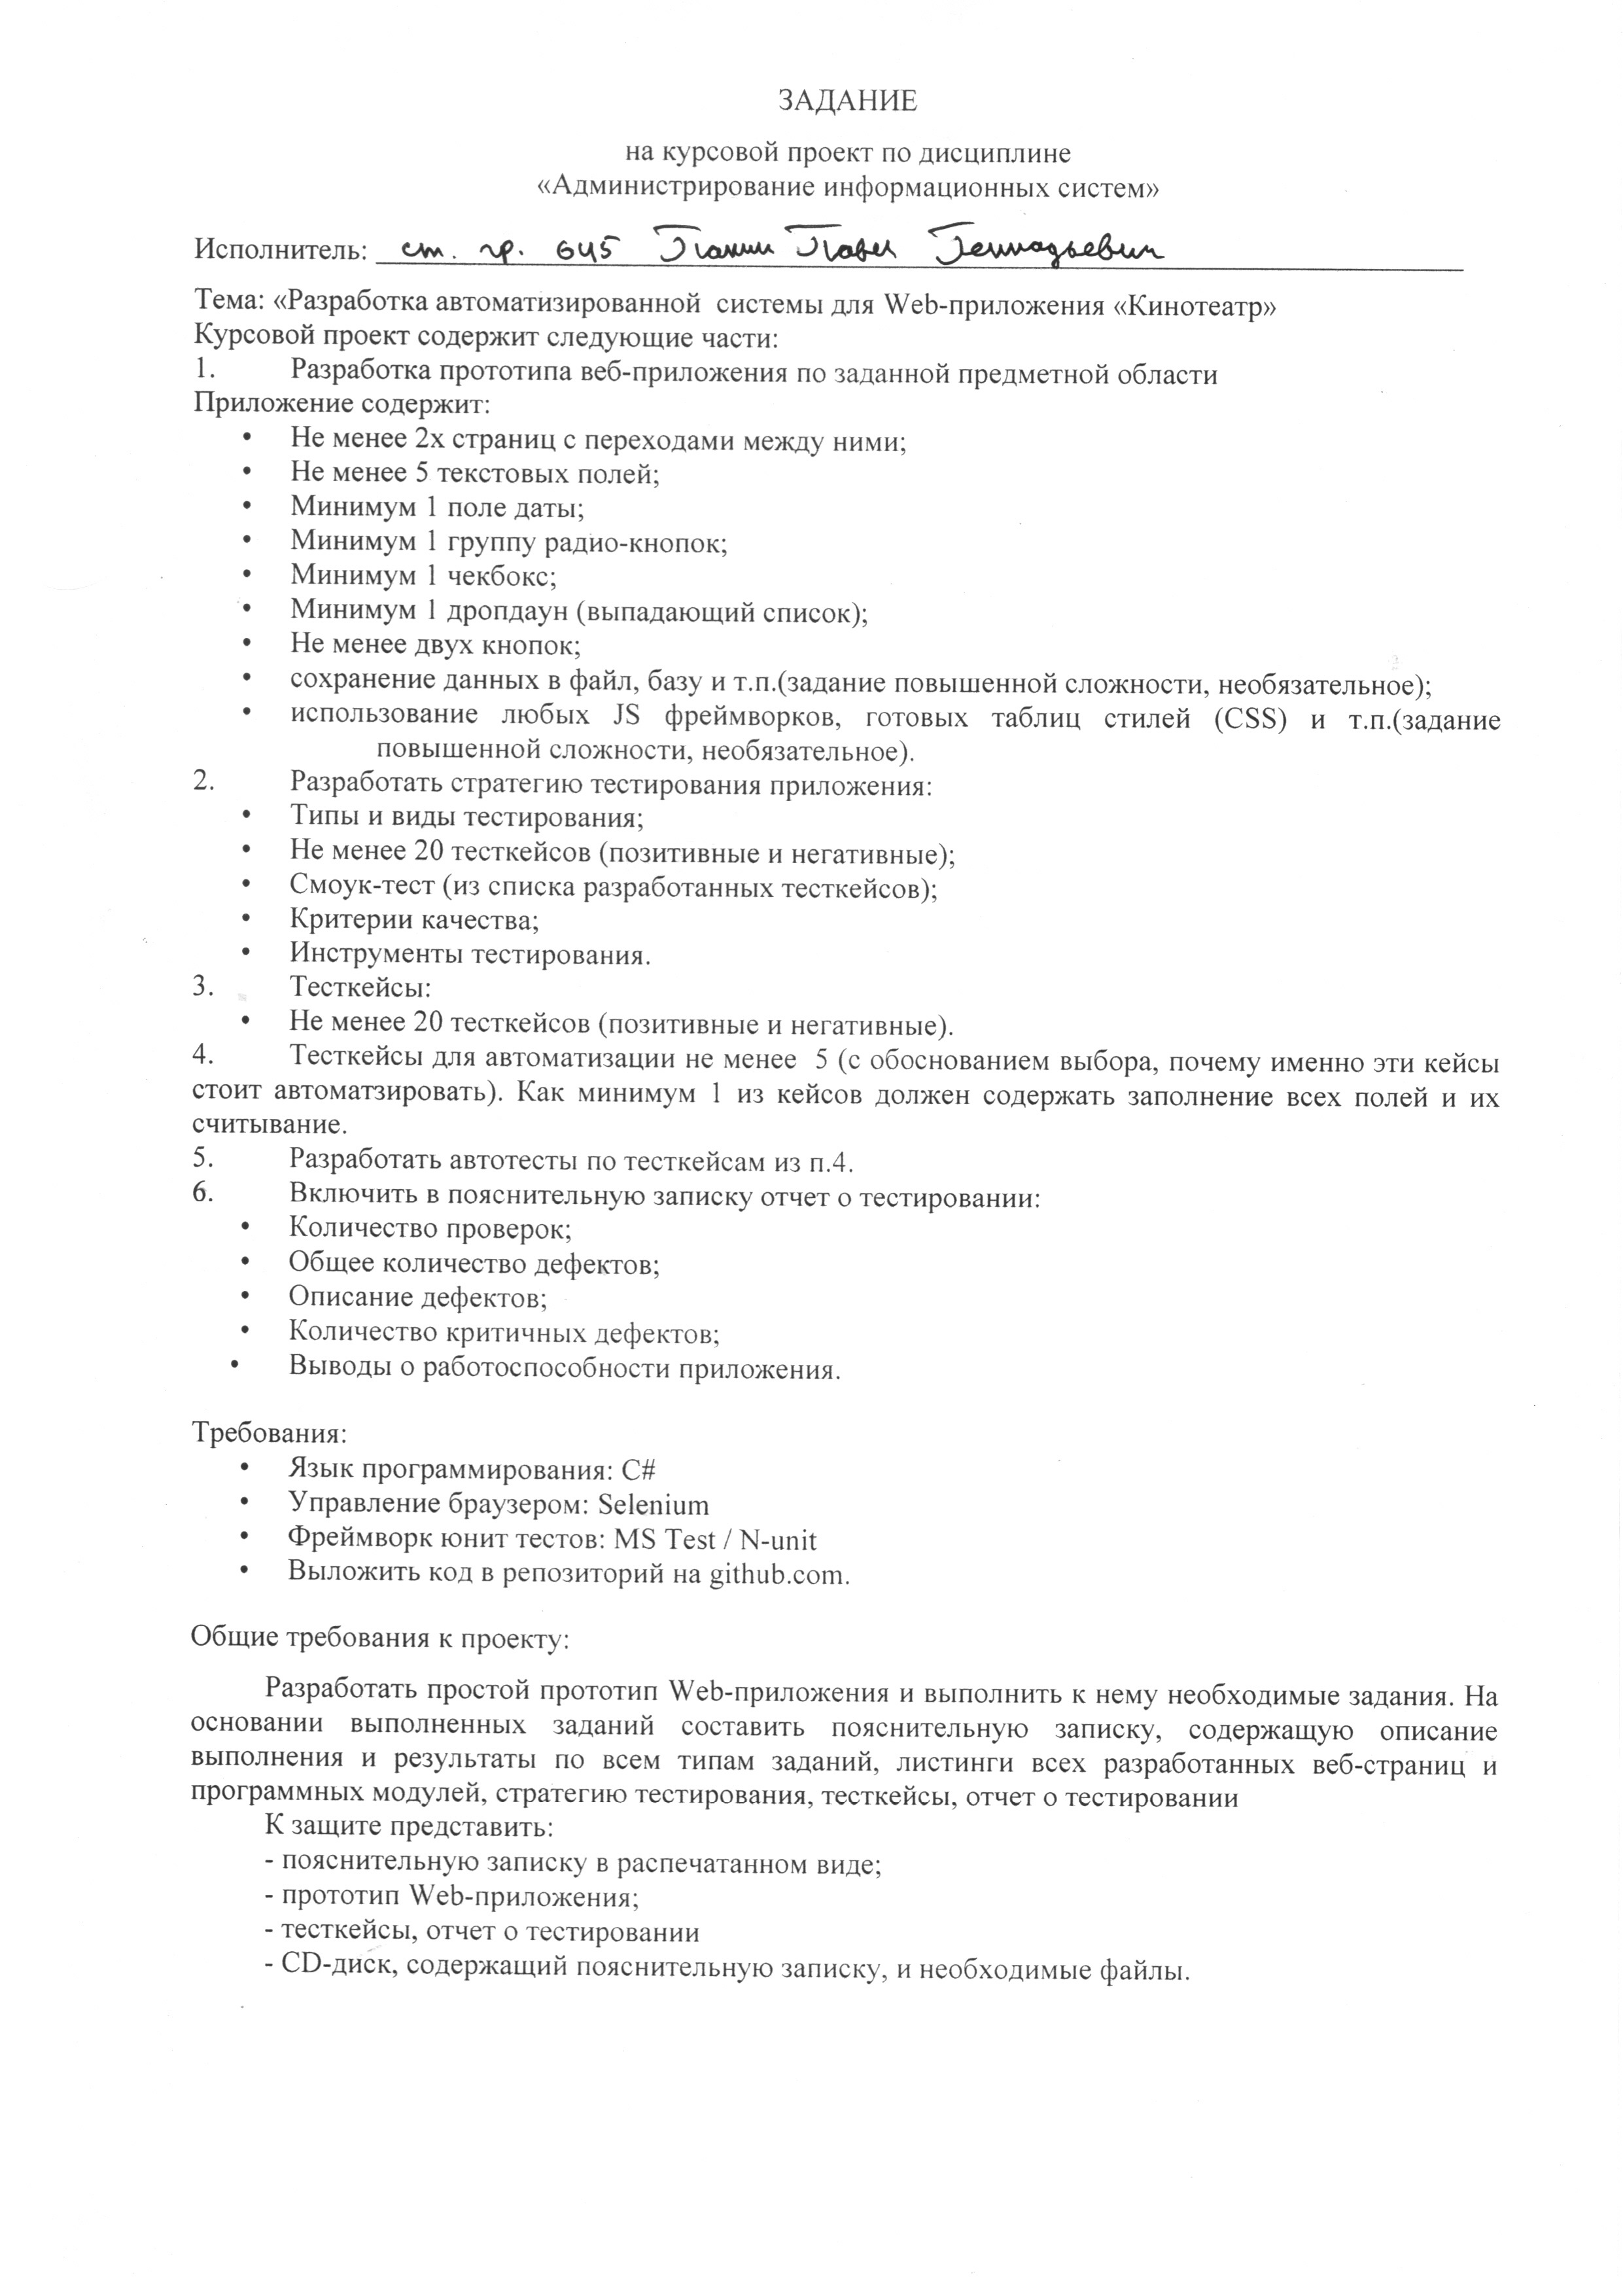 ЗАДАНИЕ
на курсовой проект по дисциплине
«Администрирование информационных систем»
Исполнитель: ст. гр. 645 Панин Павел Геннадьевич
Тема: «Разработка автоматизированной системы для Web-приложения «Кинотеатр»
Курсовой проект содержит следующие части:
1. Разработка прототипа веб-приложения по заданной предметной области
Приложение содержит:
• Не менее 2х страниц с переходами между ними;
• Не менее 5 текстовых полей;
• Минимум 1 поле даты;
• Минимум 1 группу радио-кнопок;
• Минимум 1 чекбокс;
• Минимум 1 дропдаун (выпадающий список);
• Не менее двух кнопок;
• сохранение данных в файл, базу и т.п.(задание повышенной сложности, необязательное);
• использование любых JS фреймворков, готовых таблиц стилей (CSS) и т.п.(задание
повышенной сложности, необязательное).
2. Разработать стратегию тестирования приложения:
• Типы и виды тестирования;
• Не менее 20 тесткейсов (позитивные и негативные);
• Смоук-тест (из списка разработанных тесткейсов);
• Критерии качества;
• Инструменты тестирования.
3. Тесткейсы:
• Не менее 20 тесткейсов (позитивные и негативные).
4. Тесткейсы для автоматизации не менее 5 (с обоснованием выбора, почему именно эти кейсы
стоит автоматзировать). Как минимум 1 из кейсов должен содержать заполнение всех полей и их
считывание.
5. Разработать автотесты по тесткейсам из п.4.
6. Включить в пояснительную записку отчет о тестировании:
• Количество проверок;
• Общее количество дефектов;
• Описание дефектов;
• Количество критичных дефектов;
• Выводы о работоспособности приложения.
Требования:
• Язык программирования: C#
• Управление браузером: Selenium
• Фреймворк юнит тестов: MS Test / N-unit
• Выложить код в репозиторий на github.com.
Общие требования к проекту:
Разработать простой прототип Web-приложения и выполнить к нему необходимые задания. На
основании выполненных заданий составить пояснительную записку, содержащую описание
выполнения и результаты по всем типам заданий, листинги всех разработанных веб-страниц и
программных модулей, стратегию тестирования, тесткейсы, отчет о тестировании
К защите представить:
- пояснительную записку в распечатанном виде;
- прототип Web-приложения;
- тесткейсы, отчет о тестировании
- CD-диск, содержащий пояснительную записку, и необходимые файлы.